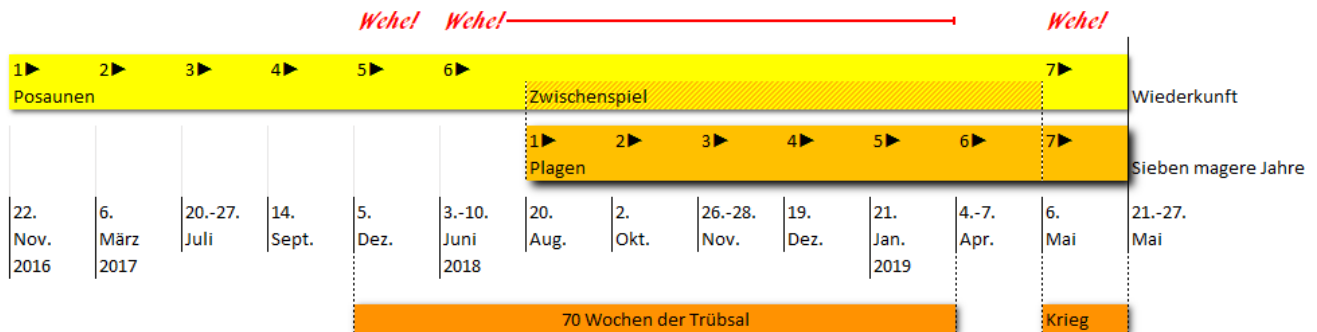 Wehe! Wehe! Wehe!
1► 2► 3► 4► 5► 6► 7►
Posaunen Zwischenspiel Wiederkunft
1► 2► 3► 4► 5► 6► 7►
Plagen Sieben magere Jahre
22. 6. 20.-27. 14. 5. 3.-10. 20. 2. 26.-28. 19. 21. 4.-7. 6. 21.-27.
Nov. März Juli Sept. Dez. Juni Aug. Okt. Nov. Dez. Jan. Apr. Mai Mai
2016 2017 2018 2019
70 Wochen der Trübsal Krieg